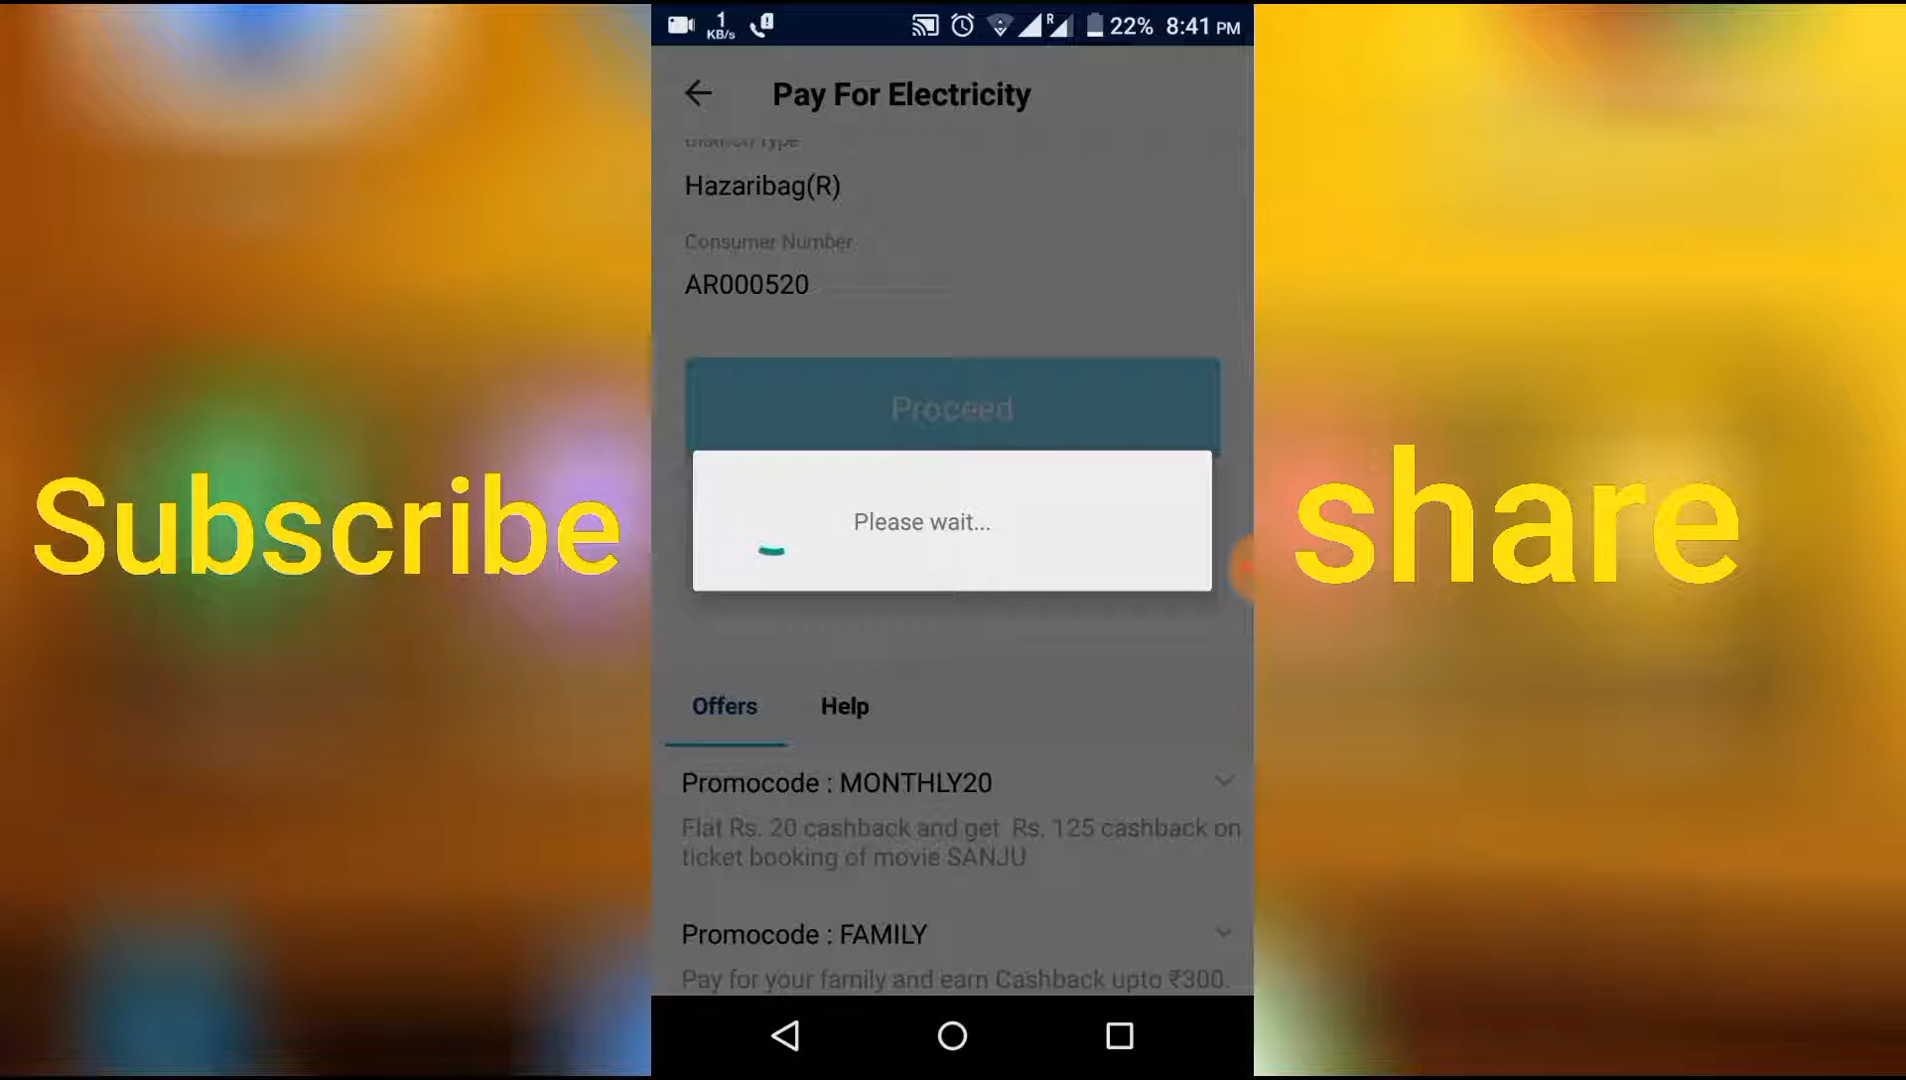 1
KB/s
R
22% 8:41 PM
Pay For Electricity
Hazaribag(R)
Consumer Number
AR000520
Proceed
Please wait...
Subscribe
share
Offers Help
Promocode : MONTHLY20
Flat Rs. 20 cashback and get Rs. 125 cashback on
ticket booking of movie SANJU
Promocode : FAMILY
Pay for your family and earn Cashback upto ₹300.